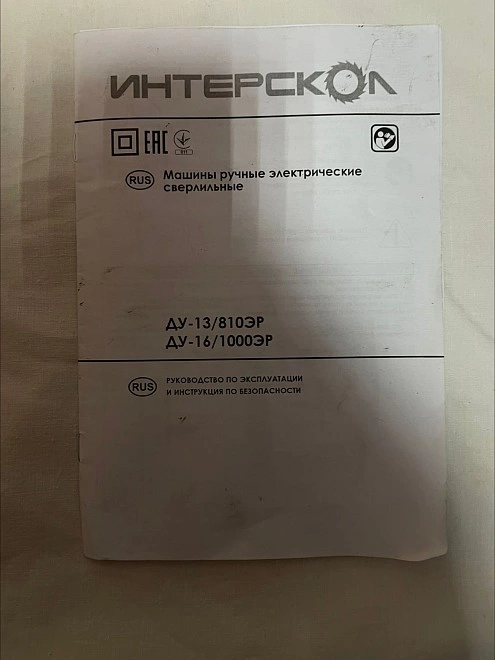 ИНТЕРСКОЛ
EAC
RUS
Машины ручные электрические
сверлильные
ДУ-13/810ЭР
ДУ-16/1000ЭР
RUS
РУКОВОДСТВО ПО ЭКСПЛУАТАЦИИ
И ИНСТРУКЦИЯ ПО БЕЗОПАСНОСТИ